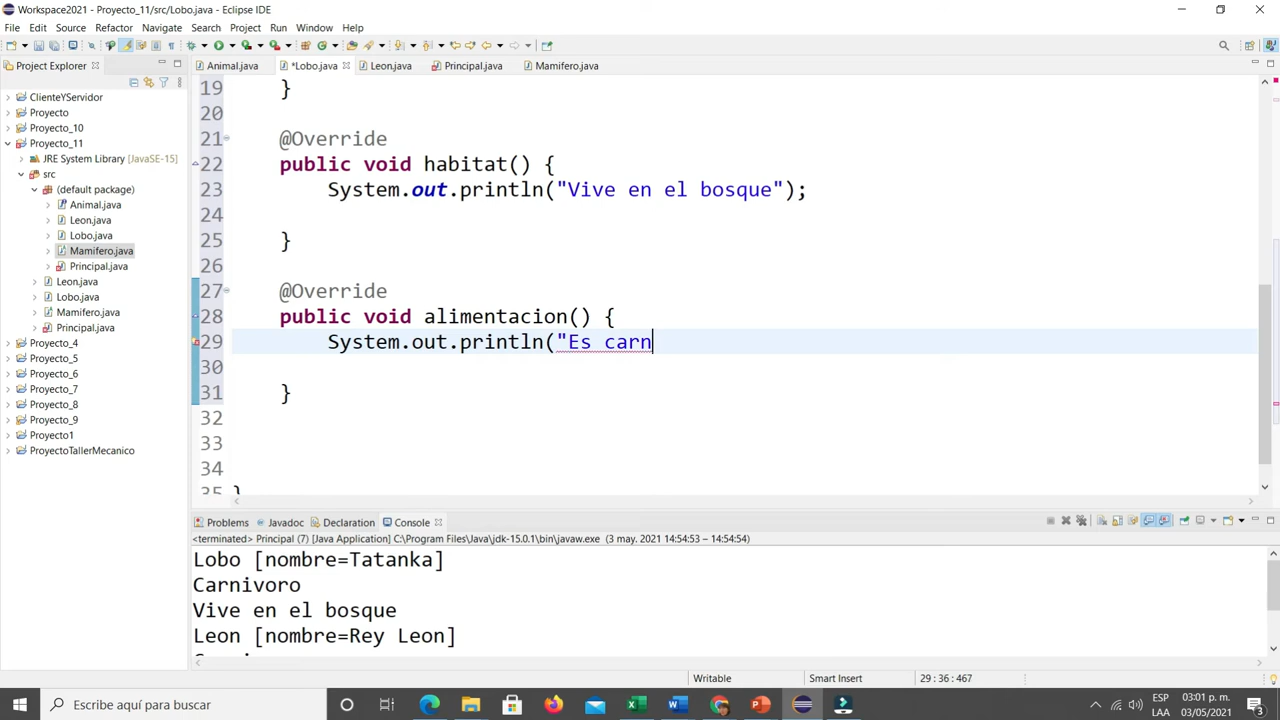 Workspace2021 - Proyecto_11/src/Lobo.java - Eclipse IDE
File Edit Source Refactor Navigate Search Project Run Window Help
Project Explorer
Animal.java *Lobo.java Leon.java Principal.java Mamifero.java
ClienteYServidor
Proyecto
Proyecto_10
Proyecto_11
JRE System Library [JavaSE-15]
src
(default package)
Animal.java
Leon.java
Lobo.java
Mamifero.java
Principal.java
Leon.java
Lobo.java
Mamifero.java
Principal.java
Proyecto_4
Proyecto_5
Proyecto_6
Proyecto_7
Proyecto_8
Proyecto_9
Proyecto1
ProyectoTallerMecanico
19 }
20
21 @Override
22 public void habitat() {
23 System.out.println("Vive en el bosque");
24
25 }
26
27 @Override
28 public void alimentacion() {
29 System.out.println("Es carn
30
31 }
32
33
34
35 }
Problems Javadoc Declaration Console
<terminated> Principal (7) [Java Application] C:\Program Files\Java\jdk-15.0.1\bin\javaw.exe (3 may. 2021 14:54:53 – 14:54:54)
Lobo [nombre=Tatanka]
Carnivoro
Vive en el bosque
Leon [nombre=Rey Leon]
Writable Smart Insert 29 : 36 : 467
Escribe aquí para buscar
ESP 03:01 p. m.
LAA 03/05/2021
3